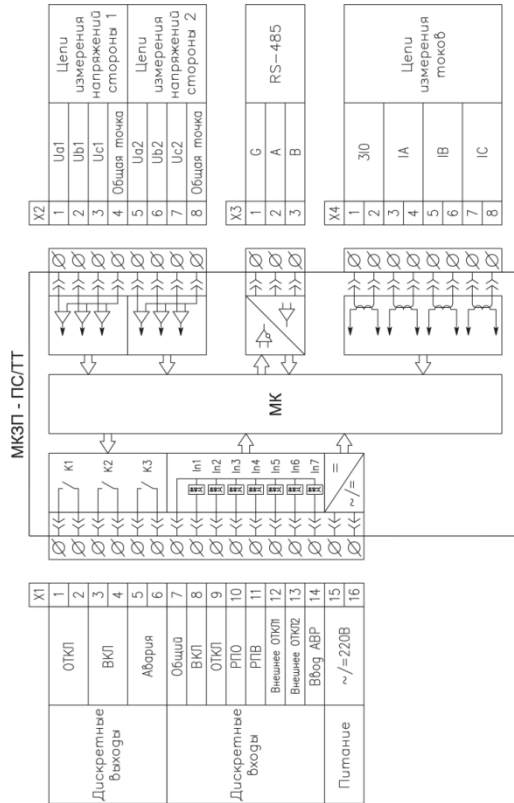 МКЗП - ПС/ТТ
X1
Дискретные
выходы
ОТКЛ
1
2
ВКЛ
3
4
Авария
5
6
Дискретные
входы
Общий
7
ВКЛ
8
ОТКЛ
9
РПО
10
РПВ
11
Внешнее ОТКЛ1
12
Внешнее ОТКЛ2
13
Ввод АВР
14
Питание
~/=220В
15
16
K1
K2
K3
In1
In2
In3
In4
In5
In6
In7
~/=
=
МК
X2
1
Ua1
2
Ub1
3
Uc1
4
Общая точка
Цепи
измерения
напряжений
стороны 1
5
Ua2
6
Ub2
7
Uc2
8
Общая точка
Цепи
измерения
напряжений
стороны 2
X3
1
G
2
A
3
B
RS-485
X4
1
2
3I0
3
4
IA
5
6
IB
7
8
IC
Цепи
измерения
токов